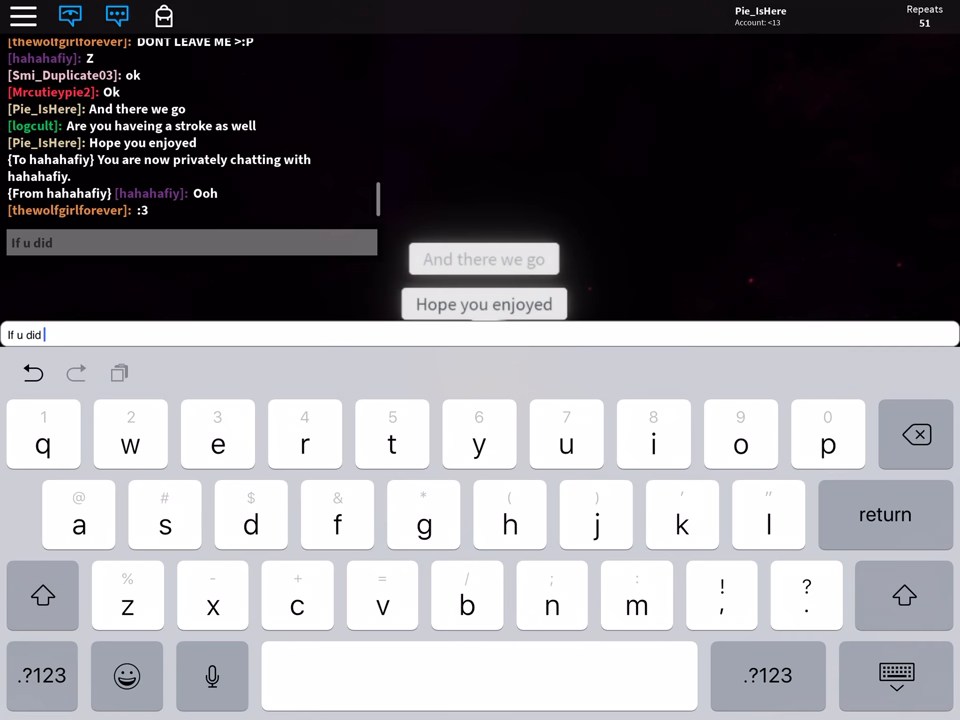 Pie_IsHere
Account: <13
Repeats
51
[thewolfgirlforever]: DONT LEAVE ME >:P
[hahahafiy]: Z
[Smi_Duplicate03]: ok
[Mrcutieypie2]: Ok
[Pie_IsHere]: And there we go
[logcult]: Are you haveing a stroke as well
[Pie_IsHere]: Hope you enjoyed
{To hahahafiy} You are now privately chatting with
hahahafiy.
{From hahahafiy} [hahahafiy]: Ooh
[thewolfgirlforever]: :3
If u did
And there we go
Hope you enjoyed
If u did
1 2 3 4 5 6 7 8 9 0
q w e r t y u i o p
@ # $ & * ( ) ' "
a s d f g h j k l return
% - + = / ; : ! ?
z x c v b n m , .
.?123 .?123